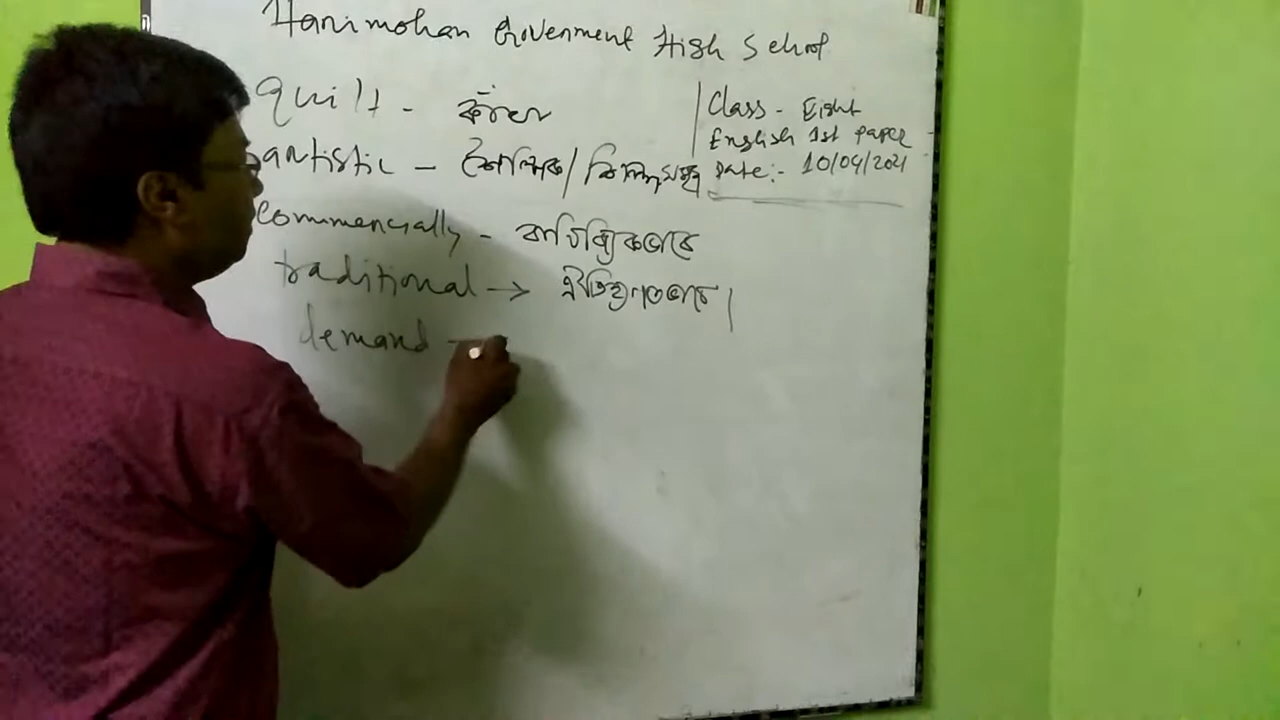 Harimohan Government High School
quilt - কাঁথা
Class - Eight
English 1st paper
artistic - শৈল্পিক/শিল্পসম্মত
Date:- 10/04/2021
commercially - বাণিজ্যিকভাবে
traditional → ঐতিহ্যগতভাবে।
demand -